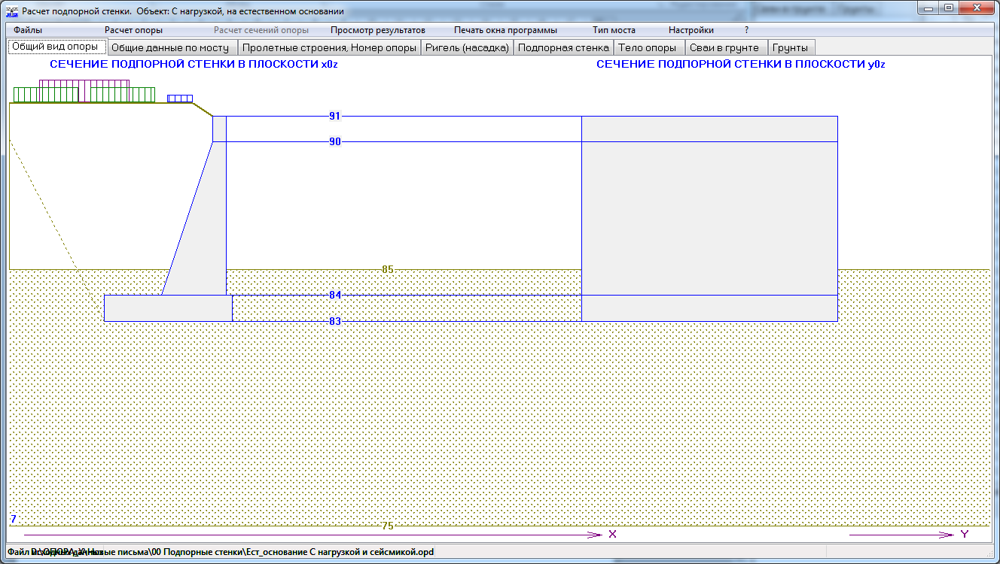 Расчет подпорной стенки. Объект: С нагрузкой, на естественном основании
Файлы Расчет опоры Расчет сечений опоры Просмотр результатов Печать окна программы Тип моста Настройки ?
Общий вид опоры Общие данные по мосту Пролетные строения, Номер опоры Ригель (насадка) Подпорная стенка Тело опоры Сваи в грунте Грунты
СЕЧЕНИЕ ПОДПОРНОЙ СТЕНКИ В ПЛОСКОСТИ x0z СЕЧЕНИЕ ПОДПОРНОЙ СТЕНКИ В ПЛОСКОСТИ y0z
91
90
85
84
83
7
75
X Y
Файл исходных данных D:\ОПОРА_X\Новые письма\00 Подпорные стенки\Ест_основание С нагрузкой и сейсмикой.opd